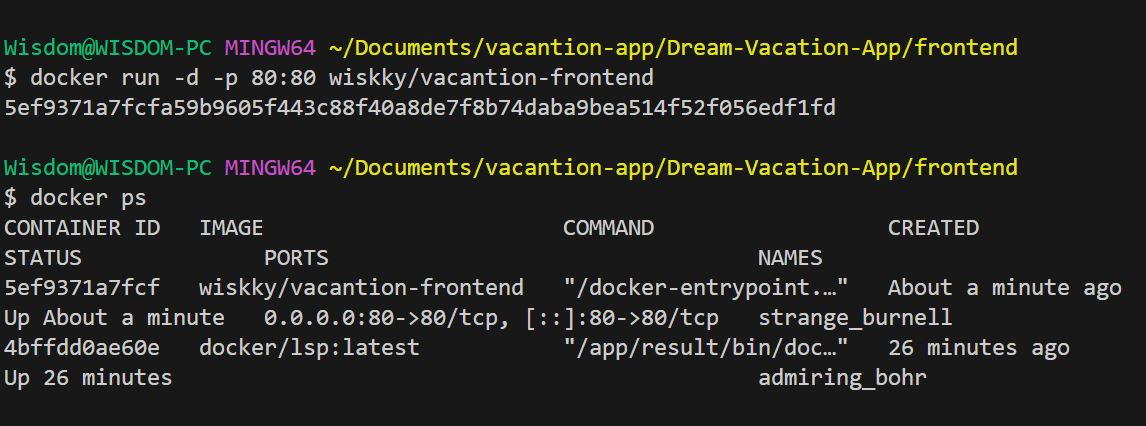 Wisdom@WISDOM-PC MINGW64 ~/Documents/vacantion-app/Dream-Vacation-App/frontend
$ docker run -d -p 80:80 wiskky/vacantion-frontend
5ef9371a7fcfa59b9605f443c88f40a8de7f8b74daba9bea514f52f056edf1fd
Wisdom@WISDOM-PC MINGW64 ~/Documents/vacantion-app/Dream-Vacation-App/frontend
$ docker ps
CONTAINER ID   IMAGE                       COMMAND                  CREATED
STATUS              PORTS                                 NAMES
5ef9371a7fcf   wiskky/vacantion-frontend   "/docker-entrypoint.…"   About a minute ago
Up About a minute   0.0.0.0:80->80/tcp, [::]:80->80/tcp   strange_burnell
4bffdd0ae60e   docker/lsp:latest           "/app/result/bin/doc…"   26 minutes ago
Up 26 minutes                                             admiring_bohr